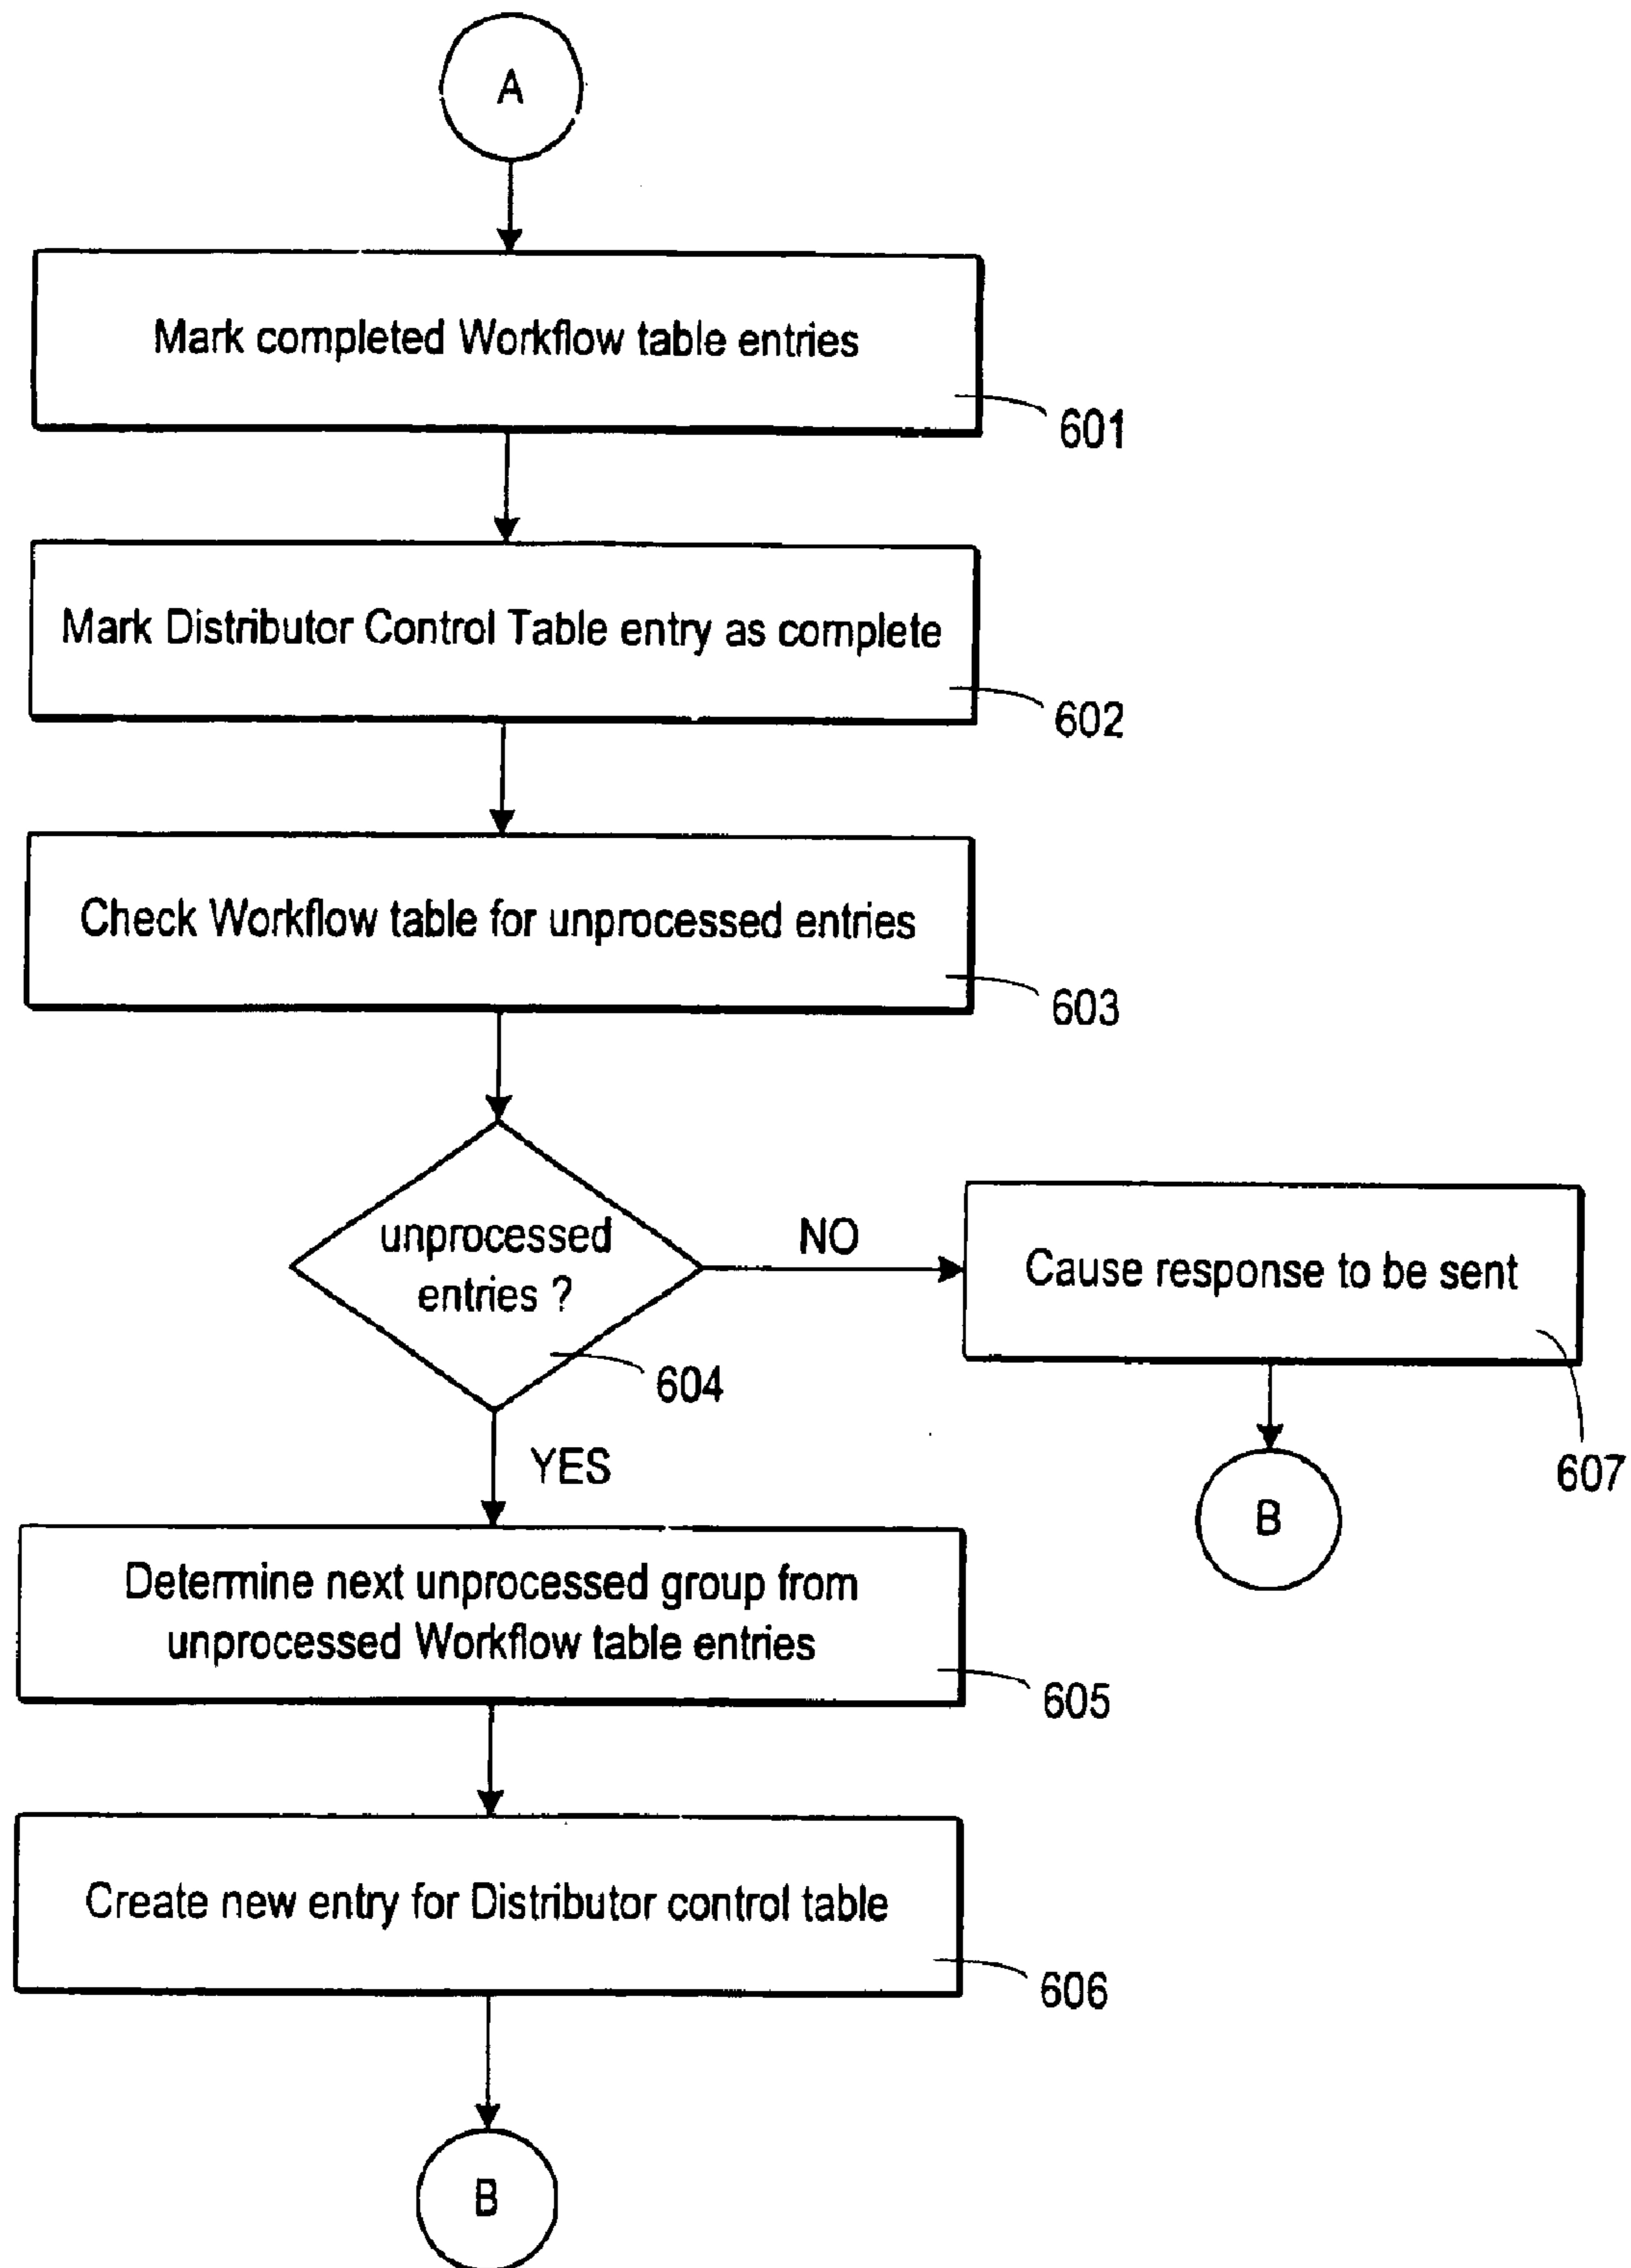 A
Mark completed Workflow table entries
601
Mark Distributor Control Table entry as complete
602
Check Workflow table for unprocessed entries
603
unprocessed
entries ?
604
NO
Cause response to be sent
607
B
YES
Determine next unprocessed group from
unprocessed Workflow table entries
605
Create new entry for Distributor control table
606
B